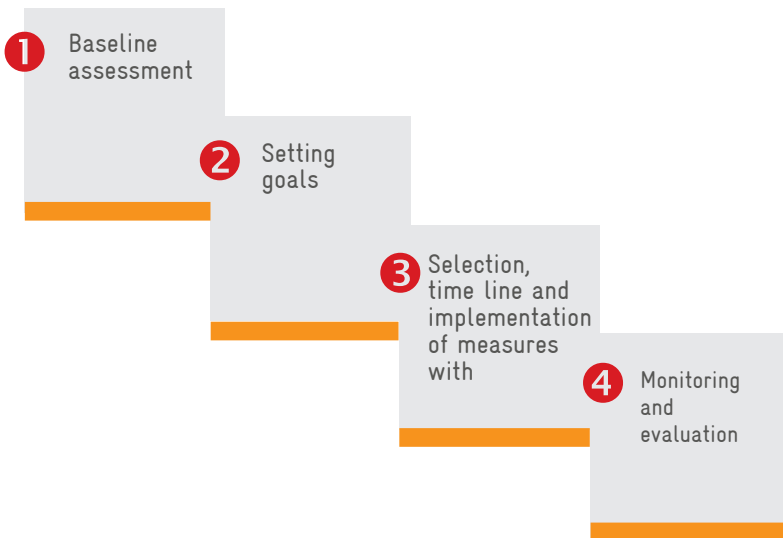 1
Baseline
assessment
2
Setting
goals
3
Selection,
time line and
implementation
of measures
with
4
Monitoring
and
evaluation